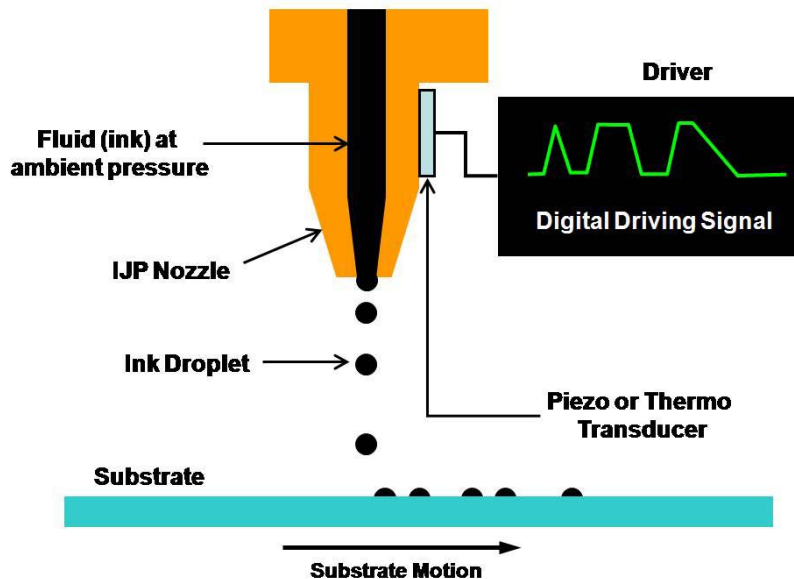 Driver
Fluid (ink) at
ambient pressure
Digital Driving Signal
IJP Nozzle
Ink Droplet
Piezo or Thermo
Transducer
Substrate
Substrate Motion